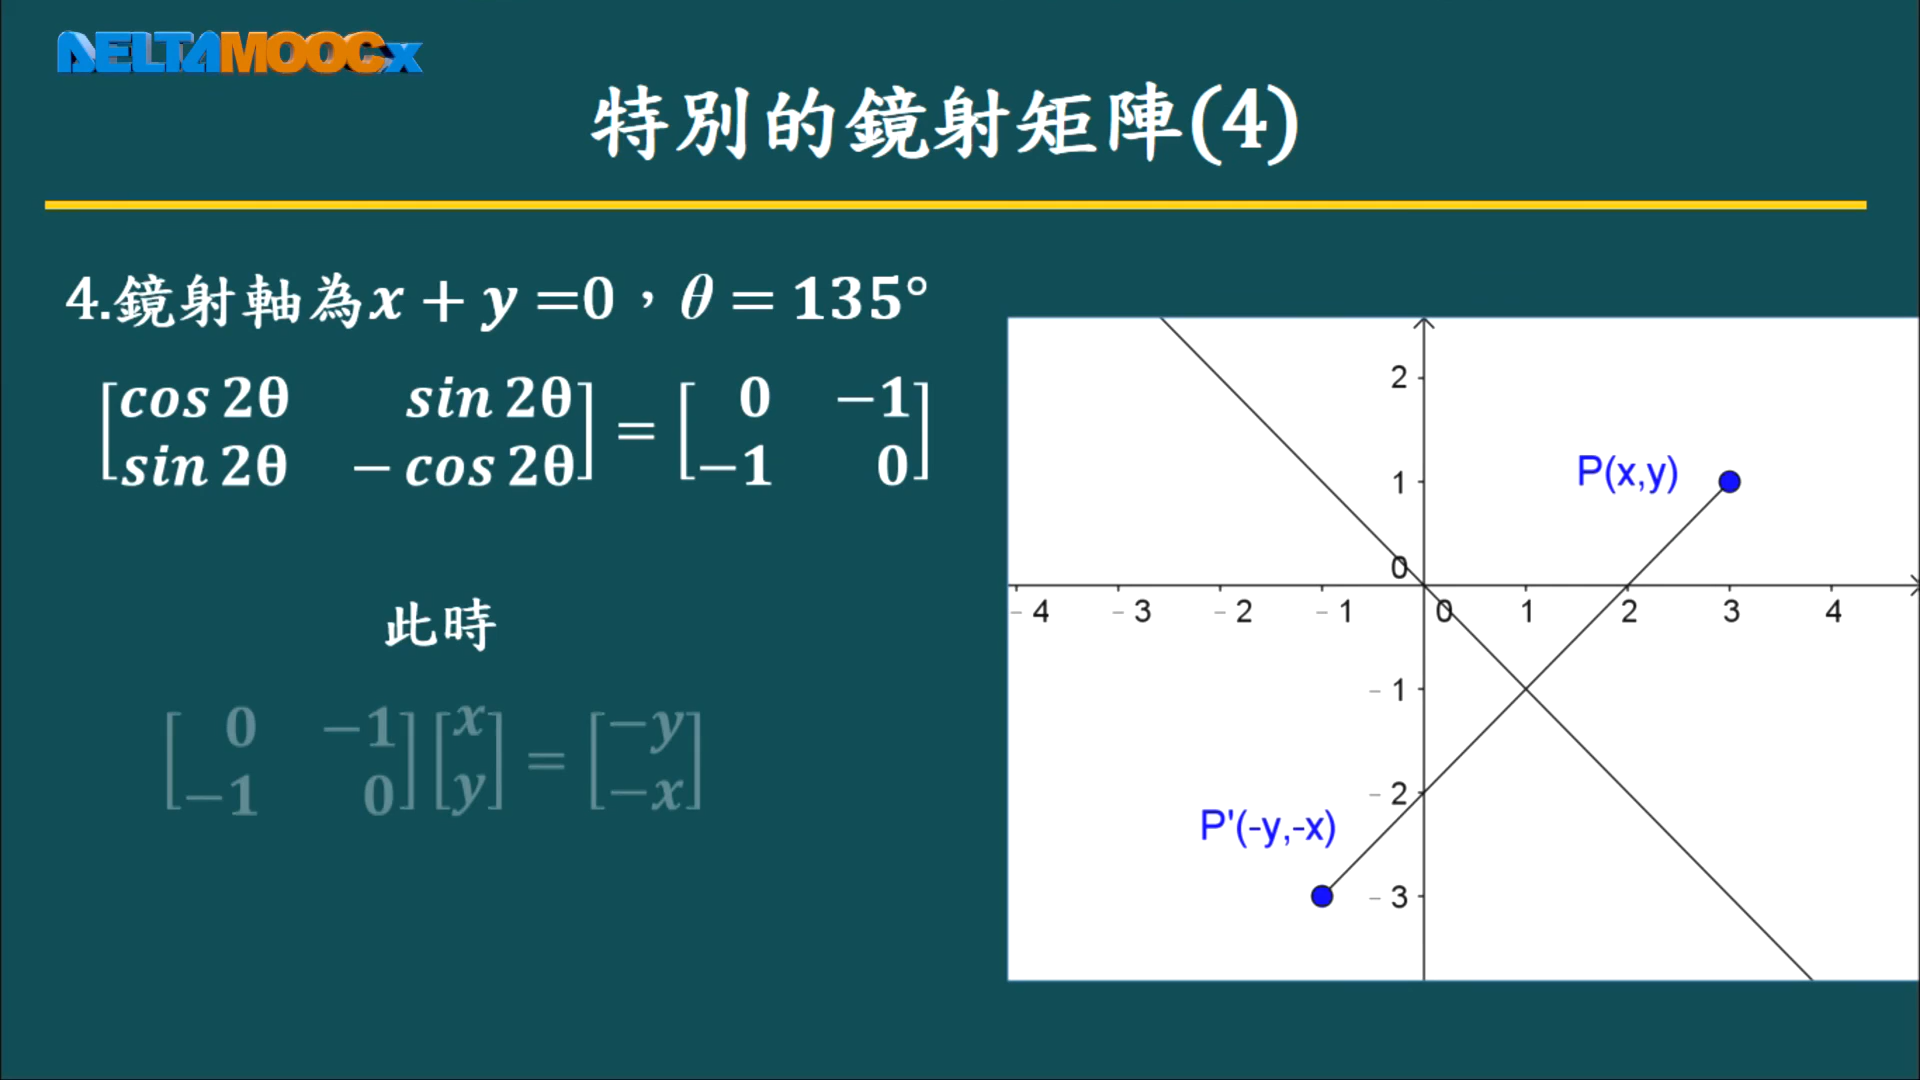 DELTAMOOCx
特別的鏡射矩陣(4)
4.鏡射軸為x + y =0，θ = 135°
[cos 2θ sin 2θ] = [0 −1]
[sin 2θ − cos 2θ] [−1 0]
此時
[0 −1] [x] = [−y]
[−1 0] [y] [−x]
2
P(x,y)
1
0
− 4 − 3 − 2 − 1 0 1 2 3 4
− 1
− 2
P'(-y,-x)
− 3